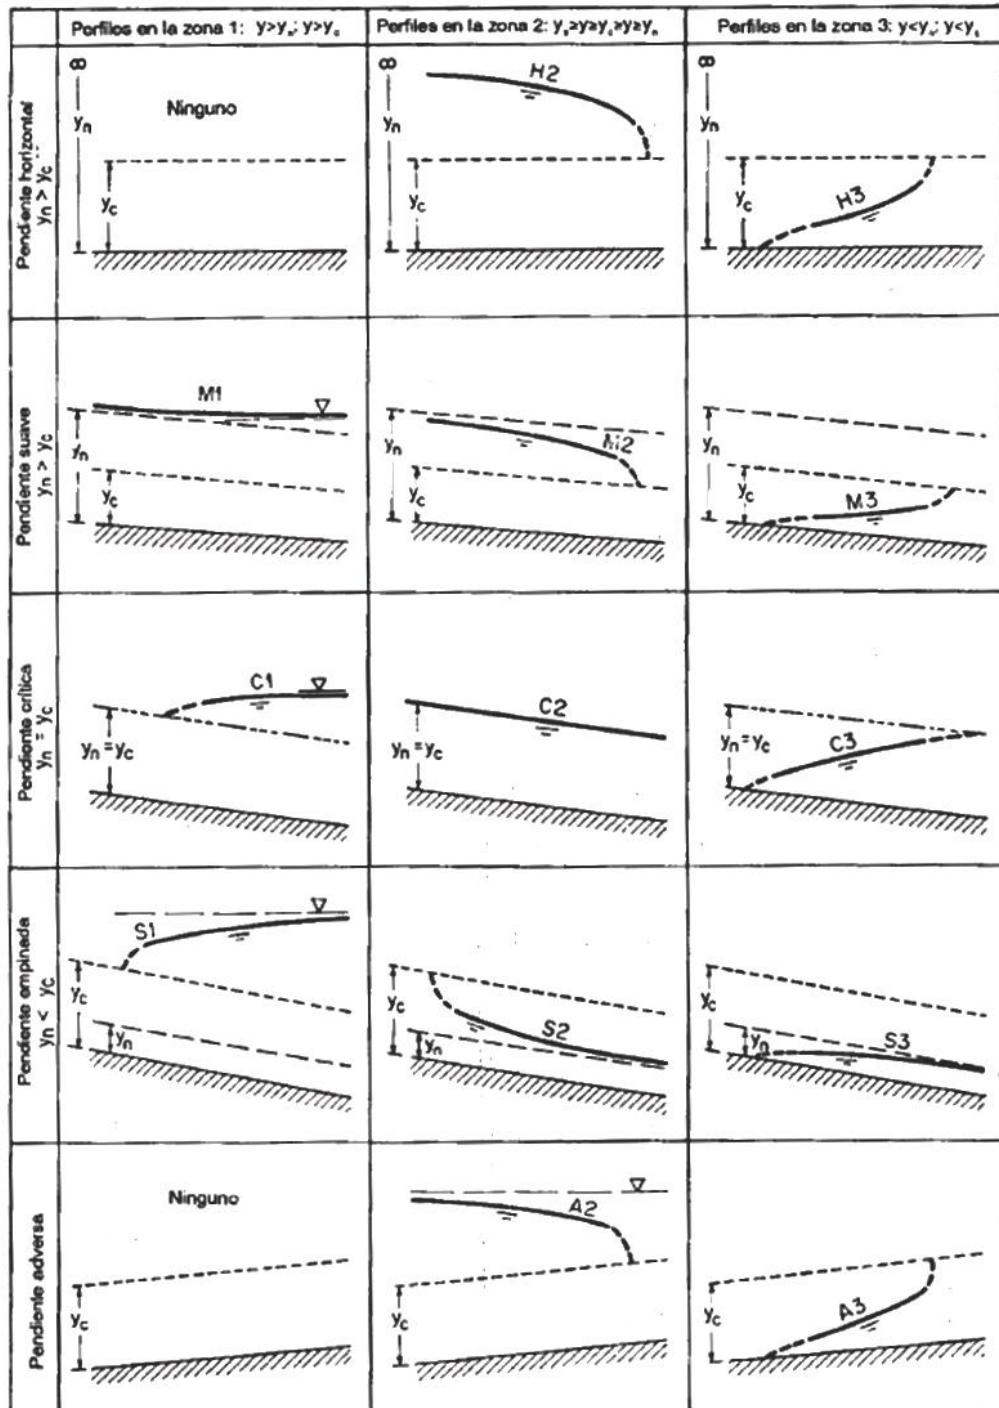 Perfiles en la zona 1: y>yn; y>yc
Perfiles en la zona 2: yn≥y≥yc; yc≥y≥yn
Perfiles en la zona 3: y<yn; y<yc
Pendiente horizontal
yn > yc
∞
yn
Ninguno
yc
∞
yn
H2
yc
∞
yn
yc
H3
Pendiente suave
yn > yc
M1
yn
yc
yn
M2
yc
yn
yc
M3
Pendiente crítica
yn = yc
C1
yn = yc
C2
yn = yc
C3
yn = yc
Pendiente empinada
yn < yc
S1
yc
yn
yc
S2
yn
yc
S3
yn
Pendiente adversa
Ninguno
yc
A2
yc
A3
yc